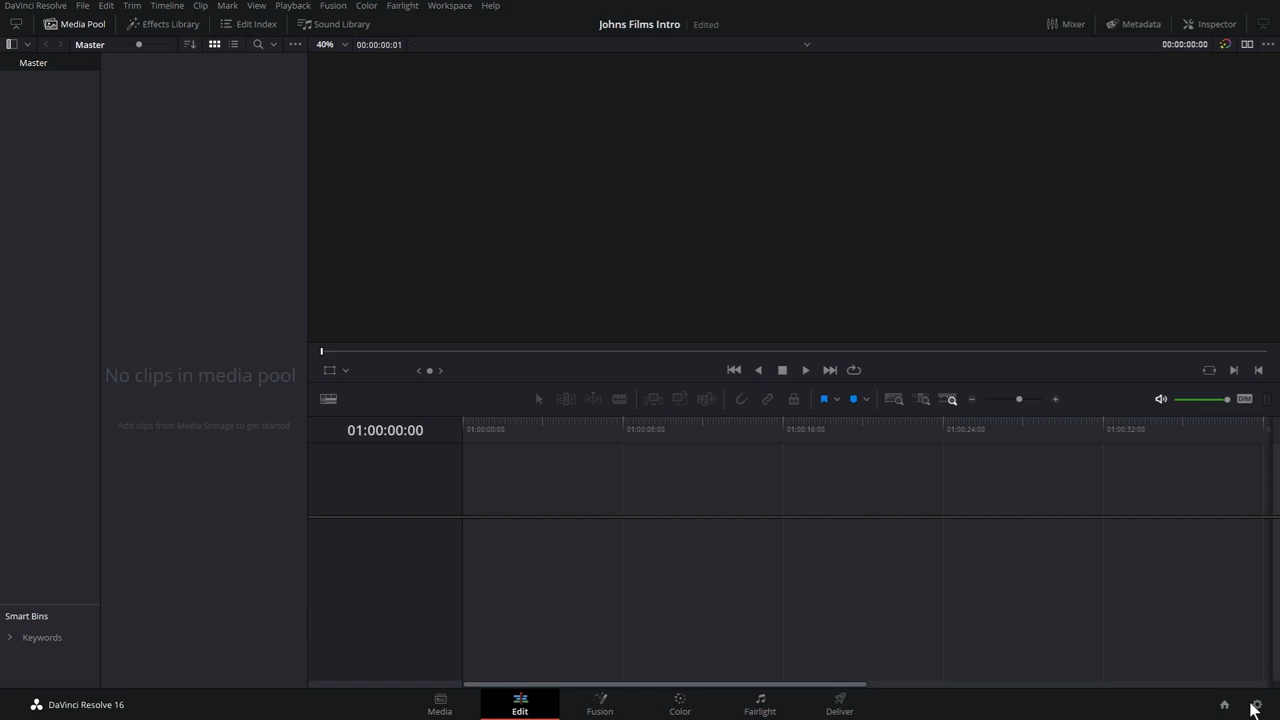 DaVinci Resolve File Edit Trim Timeline Clip Mark View Playback Fusion Color Fairlight Workspace Help
Media Pool Effects Library Edit Index Sound Library Johns Films Intro Edited Mixer Metadata Inspector
Master 40% 00:00:00:01 00:00:00:00
Master
No clips in media pool
Add clips from Media Storage to get started
DIM
01:00:00:00 01:00:00:00 01:00:08:00 01:00:16:00 01:00:24:00 01:00:32:00
Smart Bins
Keywords
DaVinci Resolve 16 Media Edit Fusion Color Fairlight Deliver